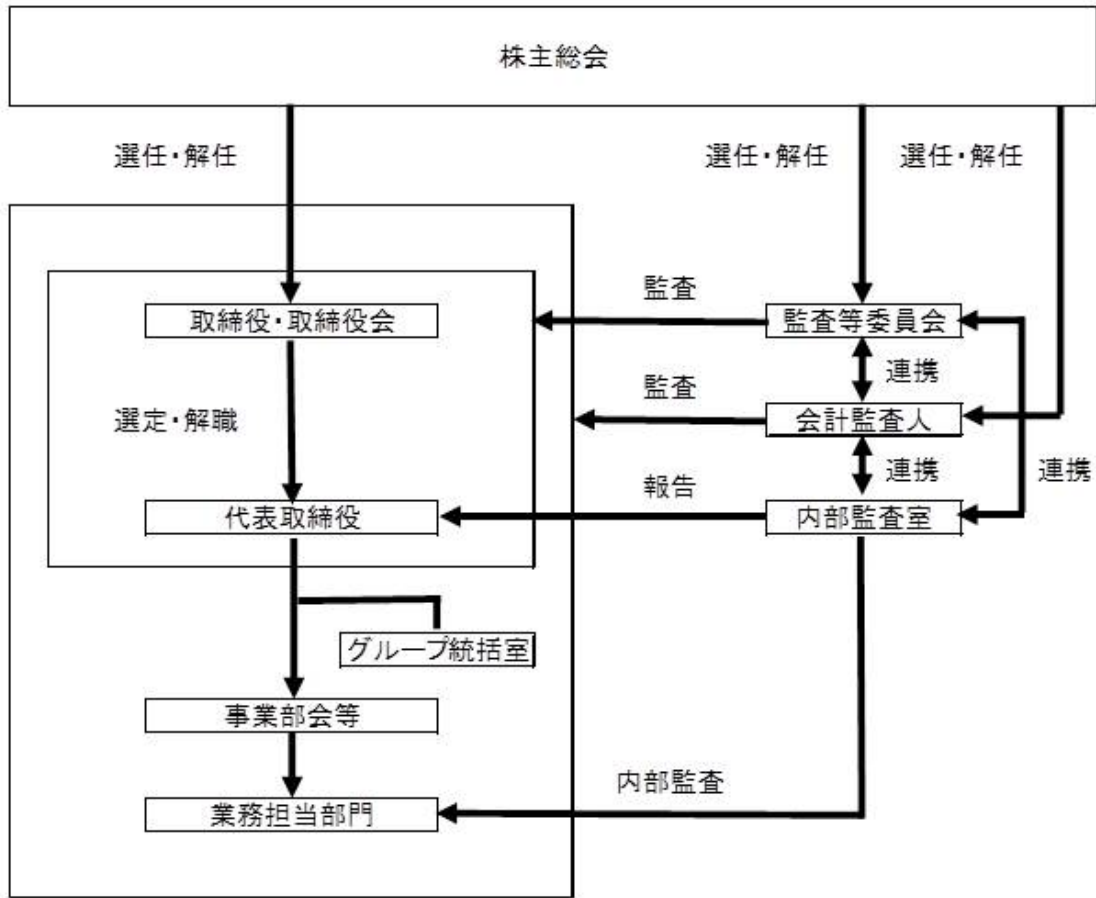 株主総会
選任・解任
選任・解任
選任・解任
監査
取締役・取締役会
監査等委員会
連携
監査
選定・解職
会計監査人
連携
連携
報告
代表取締役
内部監査室
グループ統括室
事業部会等
内部監査
業務担当部門